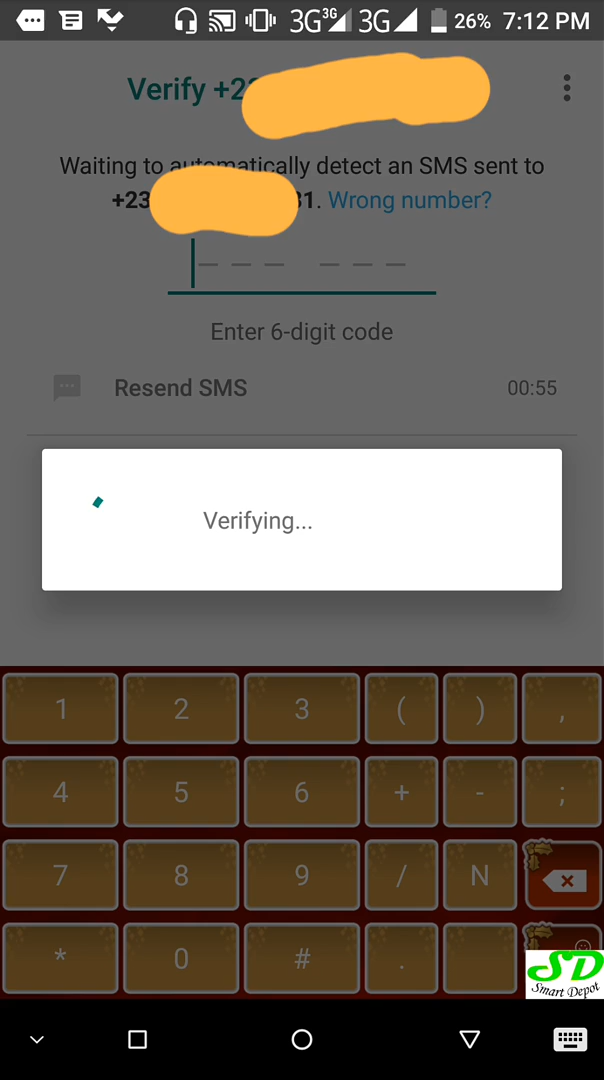 3G 3G 3G 26% 7:12 PM
Verify +2
Waiting to automatically detect an SMS sent to
+23 31. Wrong number?
Enter 6-digit code
Resend SMS 00:55
Verifying...
1 2 3 ( ) ,
4 5 6 + - ;
7 8 9 / N
* 0 # .
SD
Smart Depot